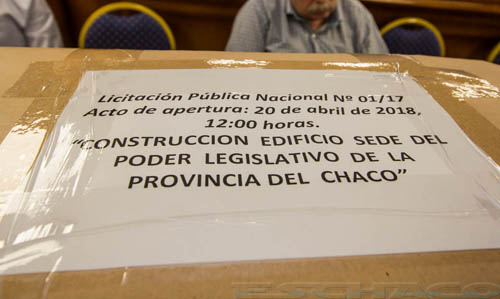 Licitación Pública Nacional Nº 01/17
Acto de apertura: 20 de abril de 2018,
12:00 horas.
"CONSTRUCCION EDIFICIO SEDE DEL
PODER LEGISLATIVO DE LA
PROVINCIA DEL CHACO"
ESCHACO